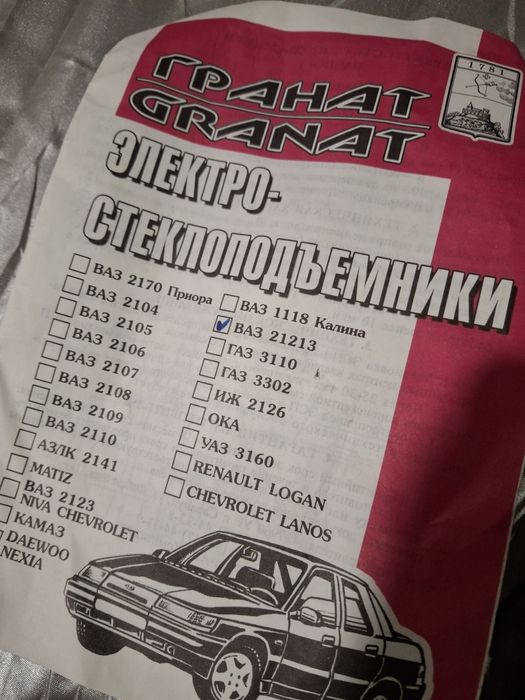 1781
ГРАНАТ
GRANAT
ЭЛЕКТРО-
СТЕКЛОПОДЪЕМНИКИ
ВАЗ 2170 Приора
ВАЗ 2104
ВАЗ 2105
ВАЗ 2106
ВАЗ 2107
ВАЗ 2108
ВАЗ 2109
ВАЗ 2110
АЗЛК 2141
MATIZ
ВАЗ 2123
NIVA CHEVROLET
КАМАЗ
DAEWOO
NEXIA
ВАЗ 1118 Калина
ВАЗ 21213
ГАЗ 3110
ГАЗ 3302
ИЖ 2126
ОКА
УАЗ 3160
RENAULT LOGAN
CHEVROLET LANOS